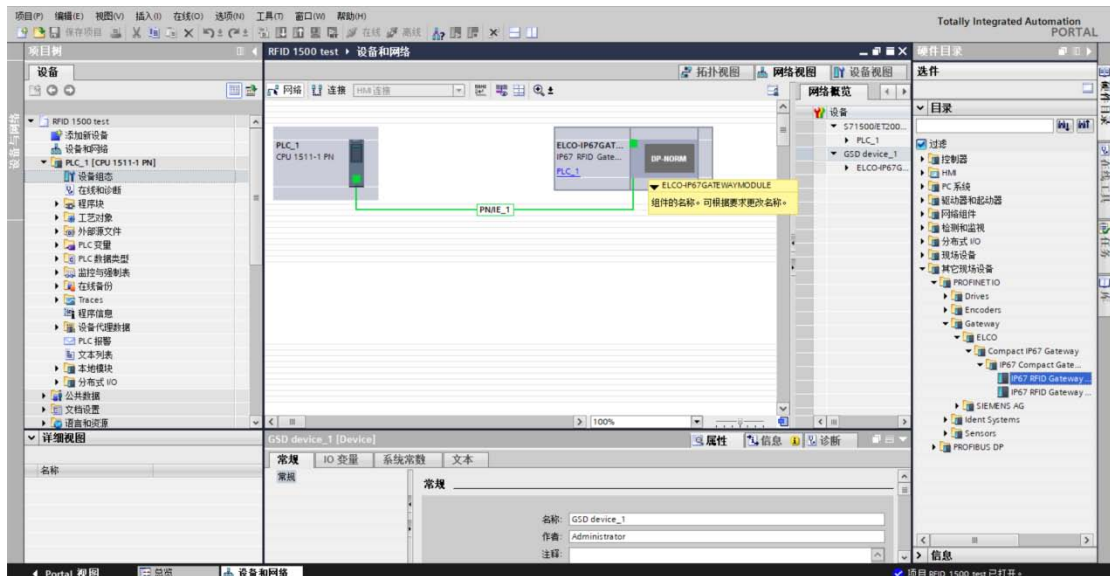 项目(P) 编辑(E) 视图(V) 插入(I) 在线(O) 选项(N) 工具(T) 窗口(W) 帮助(H)
Totally Integrated Automation
PORTAL
保存项目
在线
离线
项目树
RFID 1500 test
设备和网络
硬件目录
设备
拓扑视图
网络视图
设备视图
选件
网络
连接
HMI 连接
网络概览
目录
RFID 1500 test
添加新设备
设备和网络
PLC_1 [CPU 1511-1 PN]
设备组态
在线和诊断
程序块
工艺对象
外部源文件
PLC 变量
PLC 数据类型
监控与强制表
在线备份
Traces
程序信息
设备代理数据
PLC 报警
文本列表
本地模块
分布式 I/O
公共数据
文档设置
语言和资源
详细视图
名称
PLC_1
CPU 1511-1 PN
ELCO-IP67GAT...
IP67 RFID Gate...
PLC_1
DP-NORM
PN/IE_1
ELCO-IP67GATEWAYMODULE
组件的名称。可根据要求更改名称。
100%
设备
S71500/ET200...
PLC_1
GSD device_1
ELCO-IP67G...
过滤
控制器
HMI
PC 系统
驱动器和起动器
网络组件
检测和监视
分布式 I/O
现场设备
其它现场设备
PROFINET IO
Drives
Encoders
Gateway
ELCO
Compact IP67 Gateway
IP67 Compact Gate...
IP67 RFID Gateway...
IP67 RFID Gateway ...
SIEMENS AG
Ident Systems
Sensors
PROFIBUS DP
信息
GSD device_1 [Device]
属性
信息
诊断
常规
IO 变量
系统常数
文本
常规
常规
名称: GSD device_1
作者: Administrator
注释:
Portal 视图
总览
设备和网络
项目 RFID 1500 test 已打开。